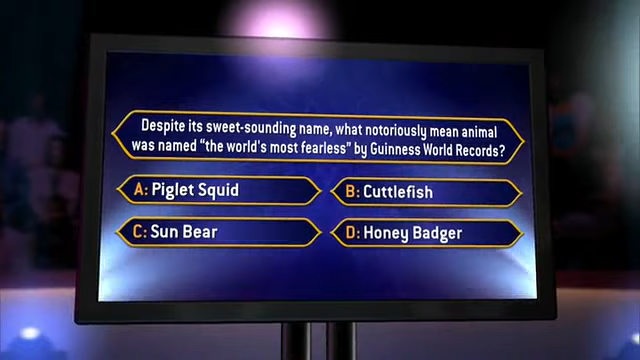 Despite its sweet-sounding name, what notoriously mean animal
was named “the world's most fearless” by Guinness World Records?
A: Piglet Squid
B: Cuttlefish
C: Sun Bear
D: Honey Badger